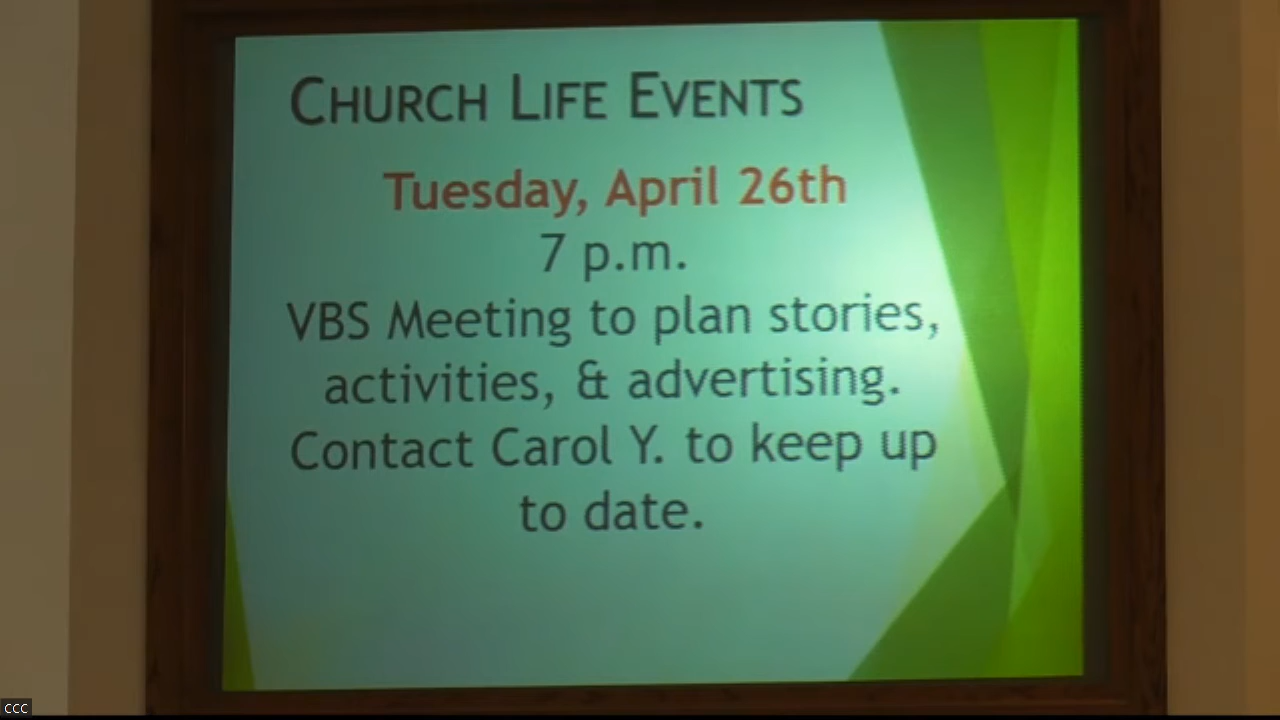 CHURCH LIFE EVENTS
Tuesday, April 26th
7 p.m.
VBS Meeting to plan stories,
activities, & advertising.
Contact Carol Y. to keep up
to date.
ccc